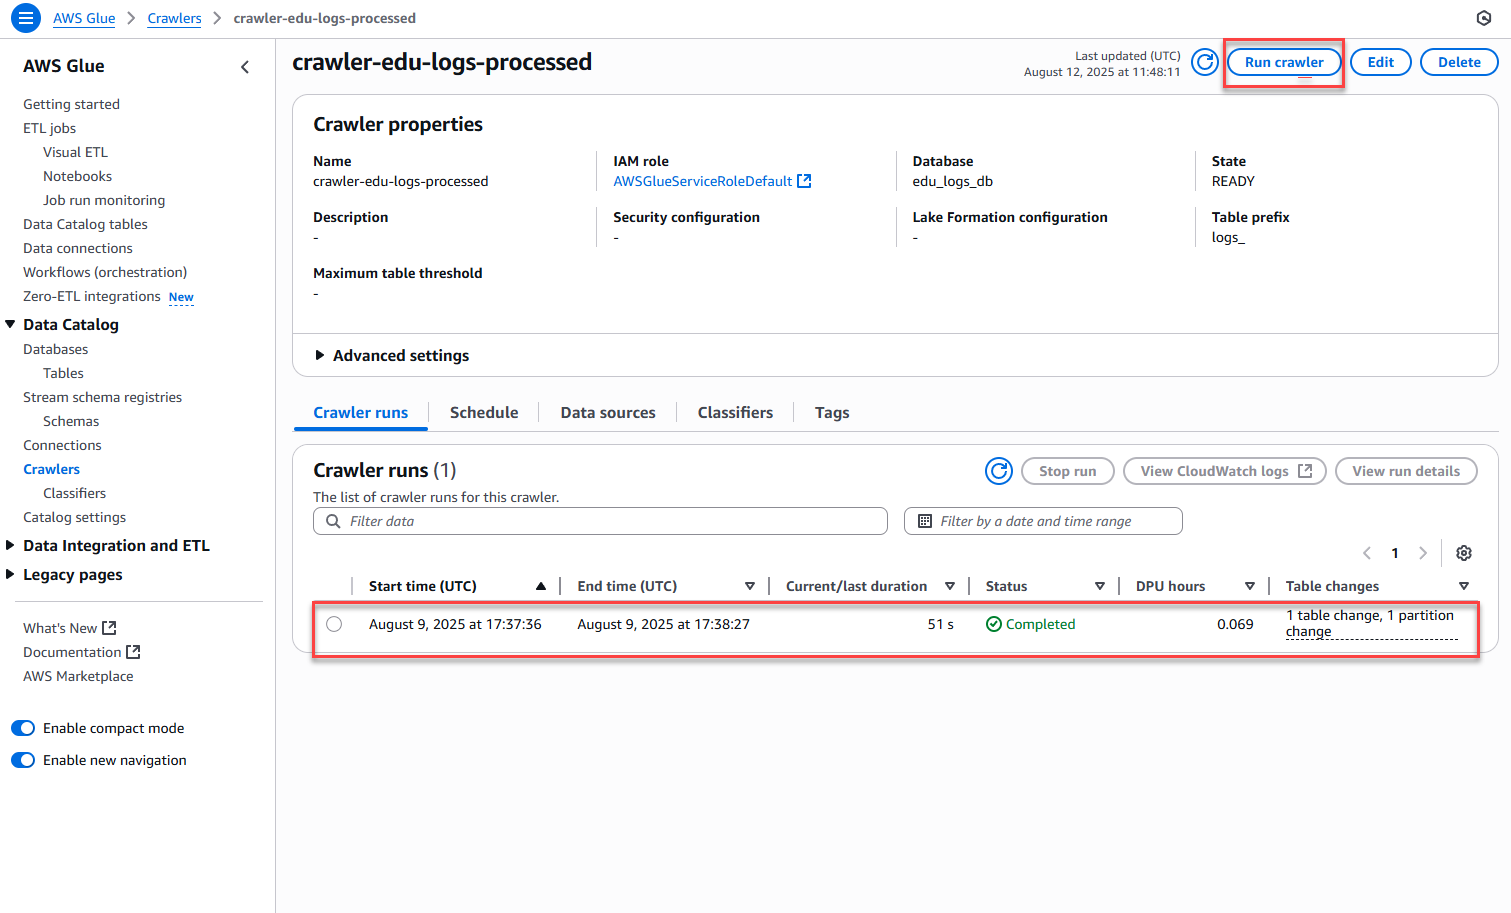 AWS Glue > Crawlers > crawler-edu-logs-processed
AWS Glue
Getting started
ETL jobs
Visual ETL
Notebooks
Job run monitoring
Data Catalog tables
Data connections
Workflows (orchestration)
Zero-ETL integrations New
Data Catalog
Databases
Tables
Stream schema registries
Schemas
Connections
Crawlers
Classifiers
Catalog settings
Data Integration and ETL
Legacy pages
What's New
Documentation
AWS Marketplace
Enable compact mode
Enable new navigation
crawler-edu-logs-processed
Last updated (UTC)
August 12, 2025 at 11:48:11
Run crawler Edit Delete
Crawler properties
Name IAM role Database State
crawler-edu-logs-processed AWSGlueServiceRoleDefault edu_logs_db READY
Description Security configuration Lake Formation configuration Table prefix
- - - logs_
Maximum table threshold
-
Advanced settings
Crawler runs Schedule Data sources Classifiers Tags
Crawler runs (1)
Stop run View CloudWatch logs View run details
The list of crawler runs for this crawler.
Filter data Filter by a date and time range
1
Start time (UTC) End time (UTC) Current/last duration Status DPU hours Table changes
August 9, 2025 at 17:37:36 August 9, 2025 at 17:38:27 51 s Completed 0.069 1 table change, 1 partition
change